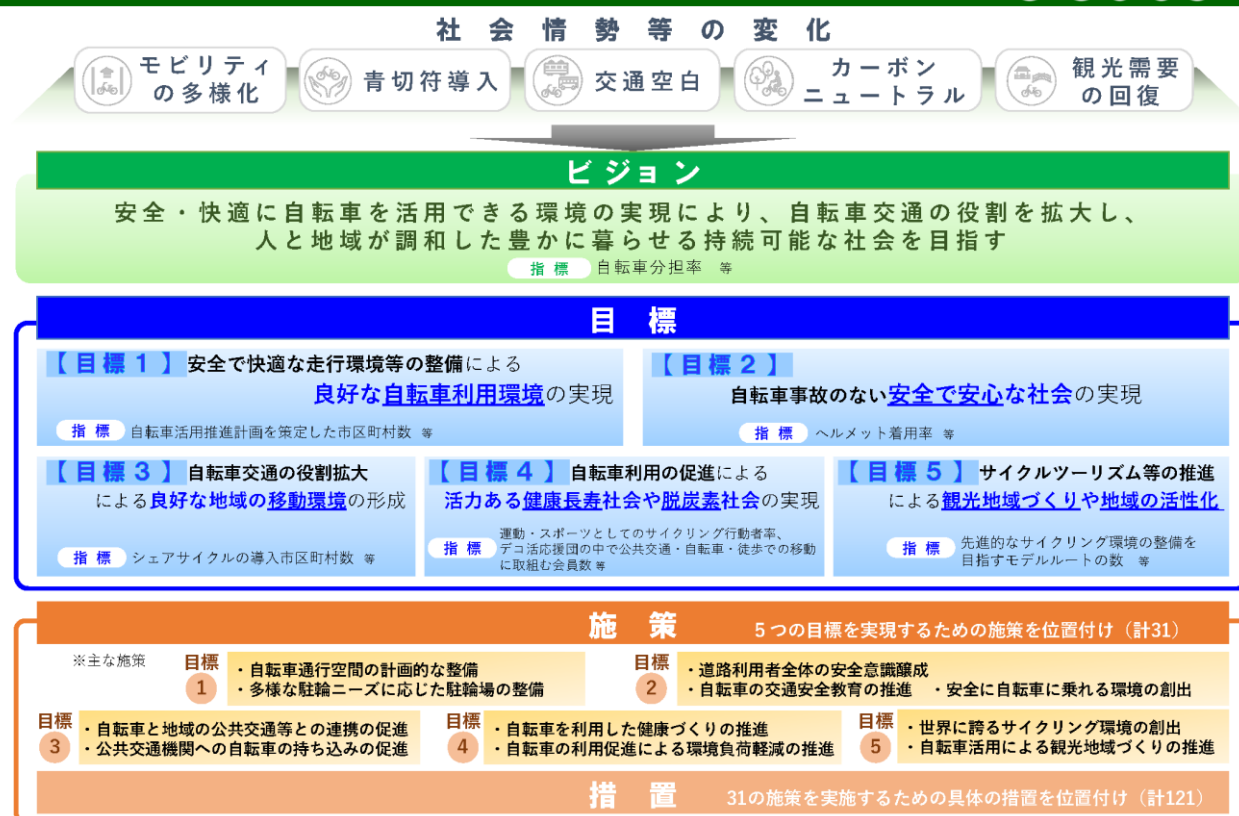 社会情勢等の変化
モビリティ
の多様化
青切符導入
交通空白
カーボン
ニュートラル
観光需要
の回復
ビジョン
安全・快適に自転車を活用できる環境の実現により、自転車交通の役割を拡大し、
人と地域が調和した豊かに暮らせる持続可能な社会を目指す
指標 自転車分担率 等
目標
【目標１】安全で快適な走行環境等の整備による
良好な自転車利用環境の実現
指標 自転車活用推進計画を策定した市区町村数 等
【目標２】
自転車事故のない安全で安心な社会の実現
指標 ヘルメット着用率 等
【目標３】自転車交通の役割拡大
による良好な地域の移動環境の形成
指標 シェアサイクルの導入市区町村数 等
【目標４】自転車利用の促進による
活力ある健康長寿社会や脱炭素社会の実現
指標 運動・スポーツとしてのサイクリング行動者率、
デコ活応援団の中で公共交通・自転車・徒歩での移動
に取組む会員数 等
【目標５】サイクルツーリズム等の推進
による観光地域づくりや地域の活性化
指標 先進的なサイクリング環境の整備を
目指すモデルルートの数 等
施策 ５つの目標を実現するための施策を位置付け（計31）
※主な施策
目標
1
・自転車通行空間の計画的な整備
・多様な駐輪ニーズに応じた駐輪場の整備
目標
2
・道路利用者全体の安全意識醸成
・自転車の交通安全教育の推進 ・安全に自転車に乗れる環境の創出
目標
3
・自転車と地域の公共交通等との連携の促進
・公共交通機関への自転車の持ち込みの促進
目標
4
・自転車を利用した健康づくりの推進
・自転車の利用促進による環境負荷軽減の推進
目標
5
・世界に誇るサイクリング環境の創出
・自転車活用による観光地域づくりの推進
措置 31の施策を実施するための具体の措置を位置付け（計121）